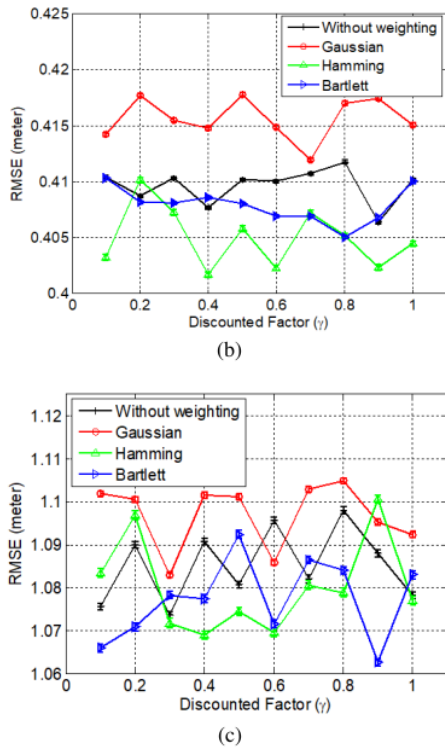 0.425
0.42
0.415
0.41
0.405
0.4
RMSE (meter)
Without weighting
Gaussian
Hamming
Bartlett
0 0.2 0.4 0.6 0.8 1
Discounted Factor (γ)
(b)
1.13
1.12
1.11
1.1
1.09
1.08
1.07
1.06
RMSE (meter)
Without weighting
Gaussian
Hamming
Bartlett
0 0.2 0.4 0.6 0.8 1
Discounted Factor (γ)
(c)